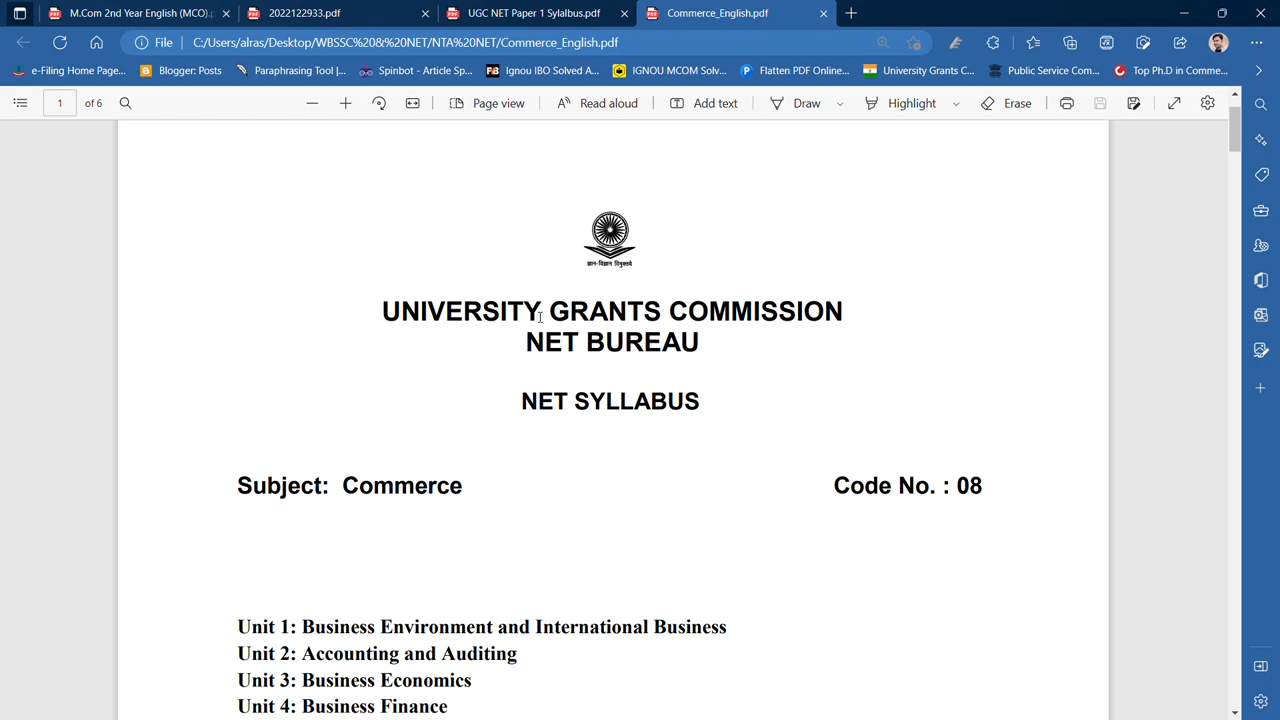 M.Com 2nd Year English (MCO).p
2022122933.pdf
UGC NET Paper 1 Sylalbus.pdf
Commerce_English.pdf
File
C:/Users/alras/Desktop/WBSSC%20&%20NET/NTA%20NET/Commerce_English.pdf
e-Filing Home Page...
Blogger: Posts
Paraphrasing Tool |...
Spinbot - Article Sp...
Ignou IBO Solved A...
IGNOU MCOM Solv...
Flatten PDF Online...
University Grants C...
Public Service Com...
Top Ph.D in Comme...
1 of 6
Page view
Read aloud
Add text
Draw
Highlight
Erase
ज्ञान-विज्ञान विमुक्तये
UNIVERSITY GRANTS COMMISSION
NET BUREAU
NET SYLLABUS
Subject: Commerce Code No. : 08
Unit 1: Business Environment and International Business
Unit 2: Accounting and Auditing
Unit 3: Business Economics
Unit 4: Business Finance